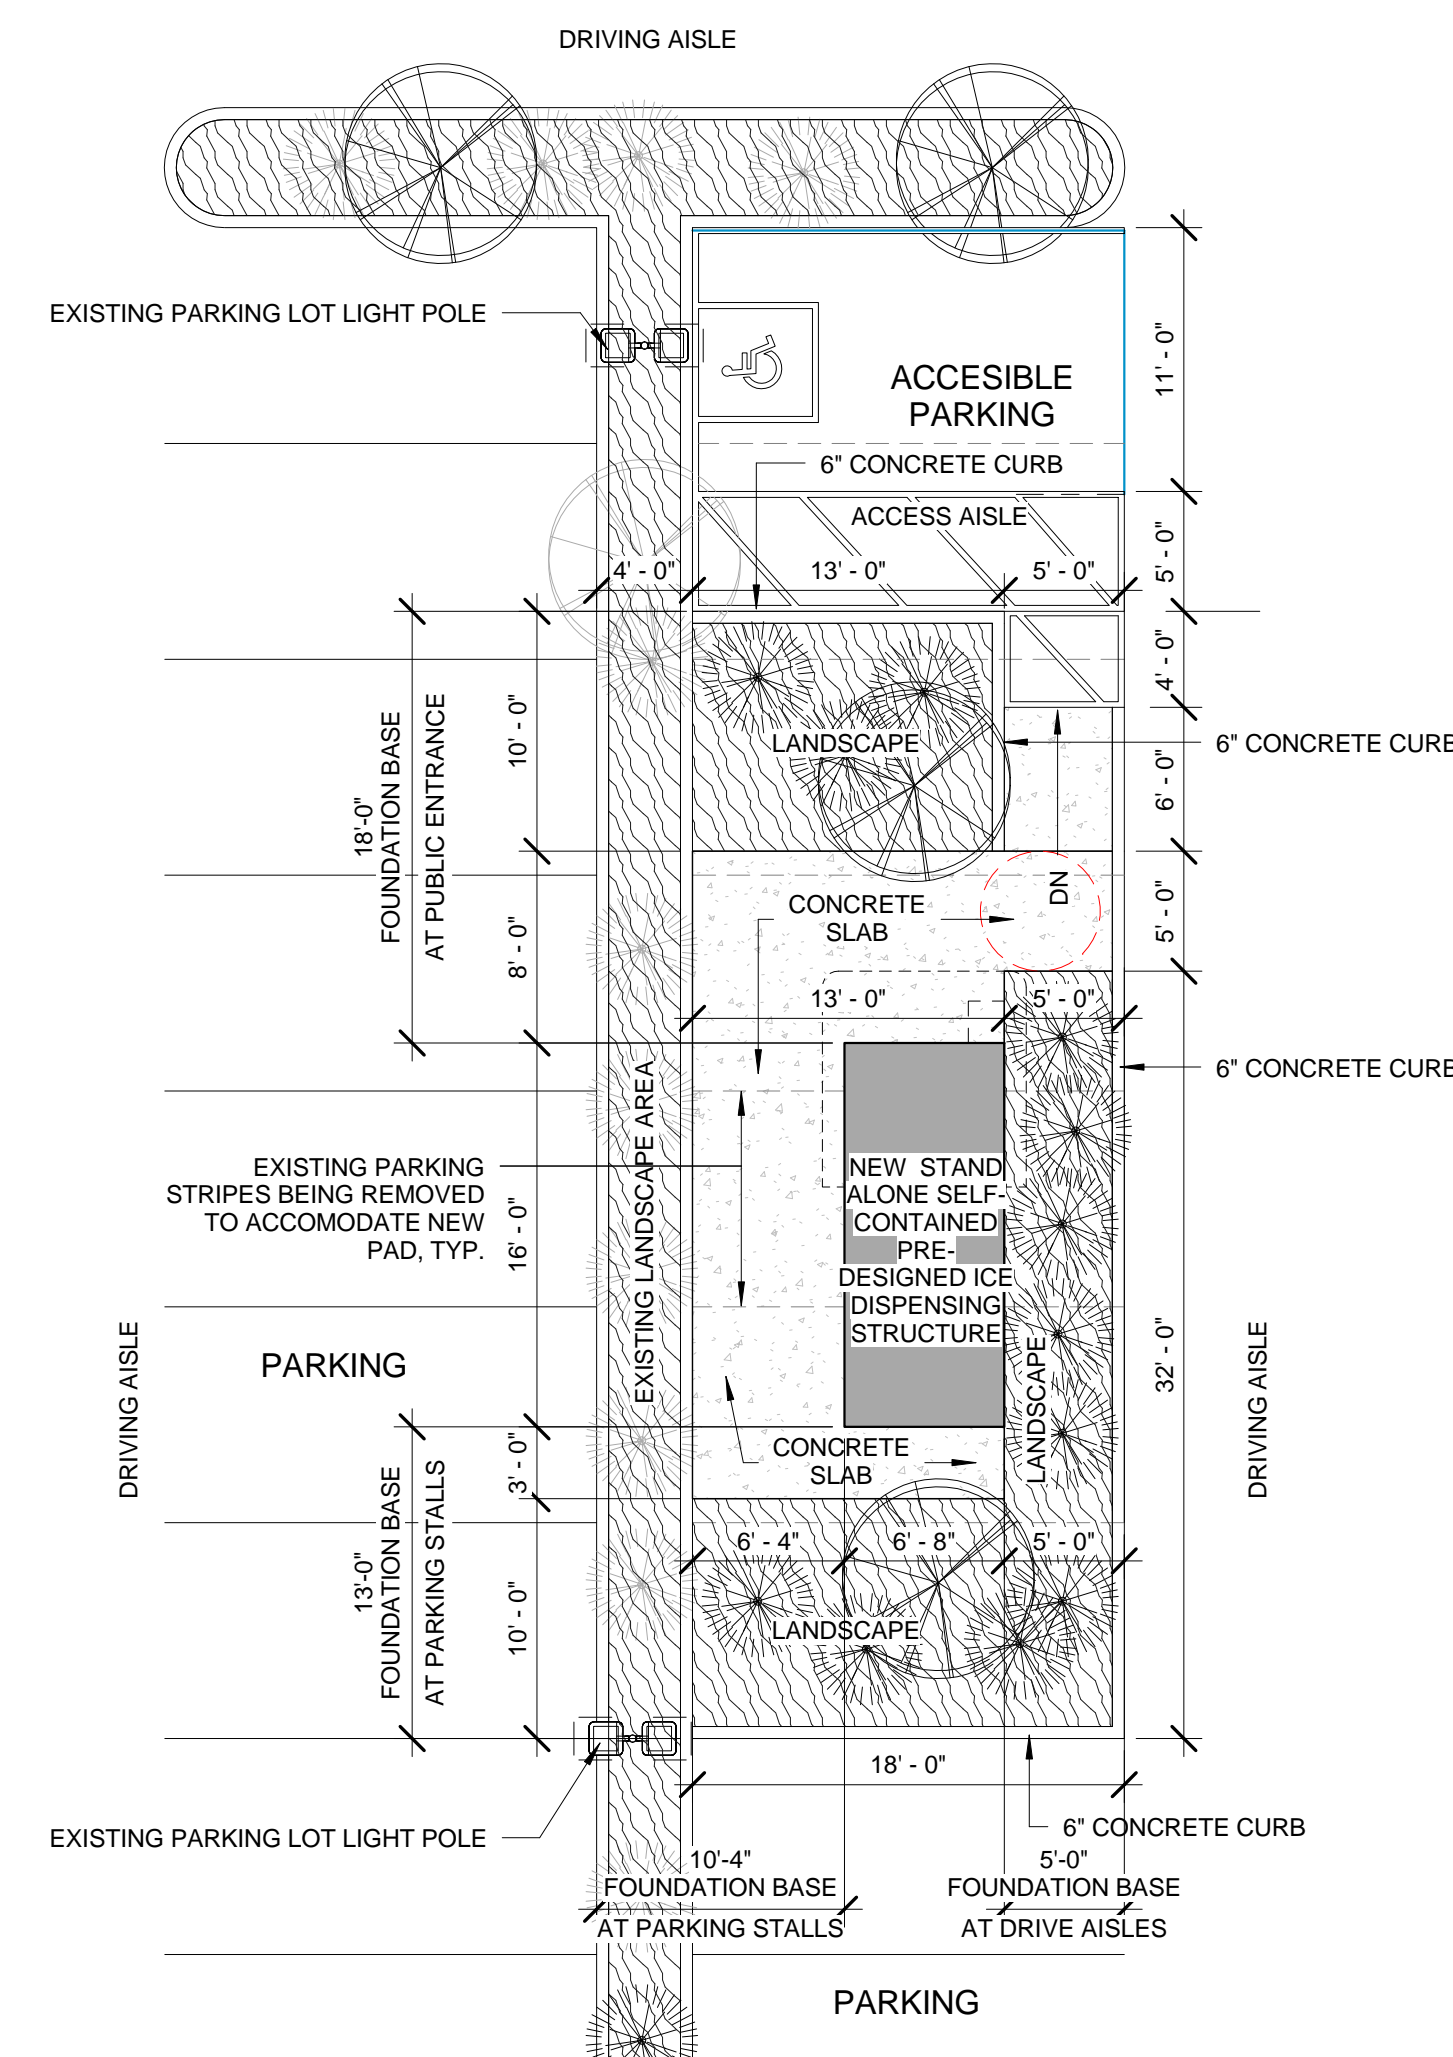 DRIVING AISLE
EXISTING PARKING LOT LIGHT POLE
ACCESIBLE
PARKING
11' - 0"
6" CONCRETE CURB
ACCESS AISLE
4' - 0"
13' - 0"
5' - 0"
5' - 0"
4' - 0"
18'-0"
FOUNDATION BASE
AT PUBLIC ENTRANCE
10' - 0"
LANDSCAPE
6" CONCRETE CURB
6' - 0"
8' - 0"
CONCRETE
SLAB
DN
5' - 0"
13' - 0"
5' - 0"
6" CONCRETE CURB
EXISTING PARKING
STRIPES BEING REMOVED
TO ACCOMODATE NEW
PAD, TYP.
16' - 0"
EXISTING LANDSCAPE AREA
NEW STAND
ALONE SELF-
CONTAINED
PRE-
DESIGNED ICE
DISPENSING
STRUCTURE
LANDSCAPE
32' - 0"
DRIVING AISLE
DRIVING AISLE
PARKING
13'-0"
FOUNDATION BASE
AT PARKING STALLS
3' - 0"
10' - 0"
CONCRETE
SLAB
6' - 4"
6' - 8"
5' - 0"
LANDSCAPE
18' - 0"
EXISTING PARKING LOT LIGHT POLE
6" CONCRETE CURB
10'-4"
FOUNDATION BASE
AT PARKING STALLS
5'-0"
FOUNDATION BASE
AT DRIVE AISLES
PARKING